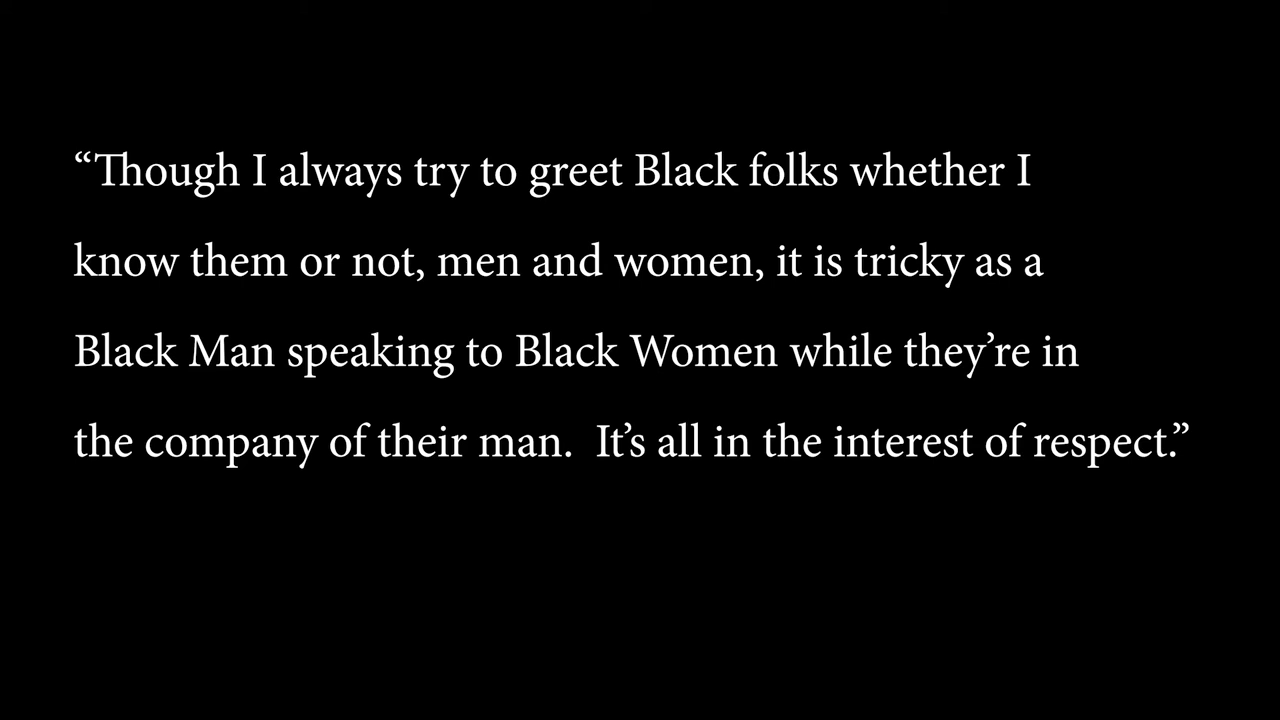 “Though I always try to greet Black folks whether I
know them or not, men and women, it is tricky as a
Black Man speaking to Black Women while they’re in
the company of their man.  It’s all in the interest of respect.”